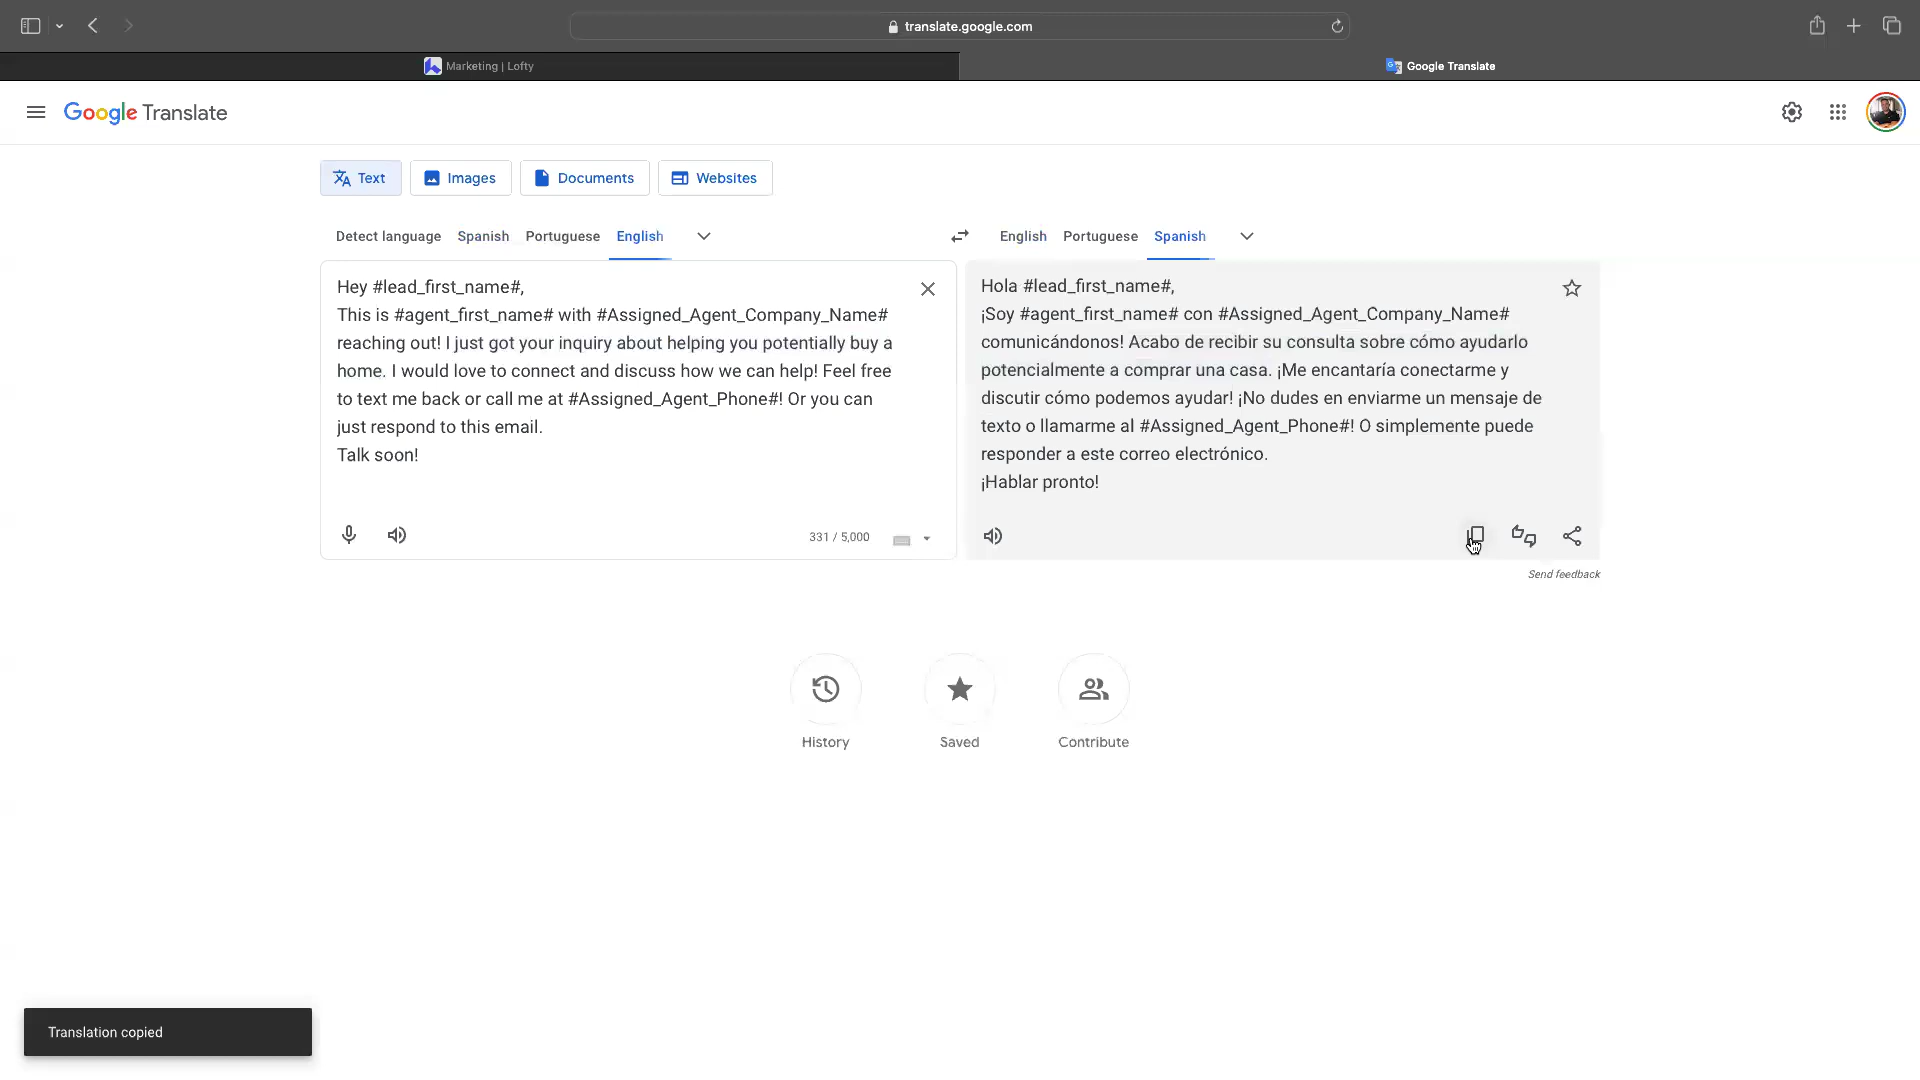 translate.google.com
Marketing | Lofty
Google Translate
Google Translate
Text
Images
Documents
Websites
Detect language
Spanish
Portuguese
English
English
Portuguese
Spanish
Hey #lead_first_name#,
This is #agent_first_name# with #Assigned_Agent_Company_Name#
reaching out! I just got your inquiry about helping you potentially buy a
home. I would love to connect and discuss how we can help! Feel free
to text me back or call me at #Assigned_Agent_Phone#! Or you can
just respond to this email.
Talk soon!
331 / 5,000
Hola #lead_first_name#,
¡Soy #agent_first_name# con #Assigned_Agent_Company_Name#
comunicándonos! Acabo de recibir su consulta sobre cómo ayudarlo
potencialmente a comprar una casa. ¡Me encantaría conectarme y
discutir cómo podemos ayudar! ¡No dudes en enviarme un mensaje de
texto o llamarme al #Assigned_Agent_Phone#! O simplemente puede
responder a este correo electrónico.
¡Hablar pronto!
Send feedback
History
Saved
Contribute
Translation copied